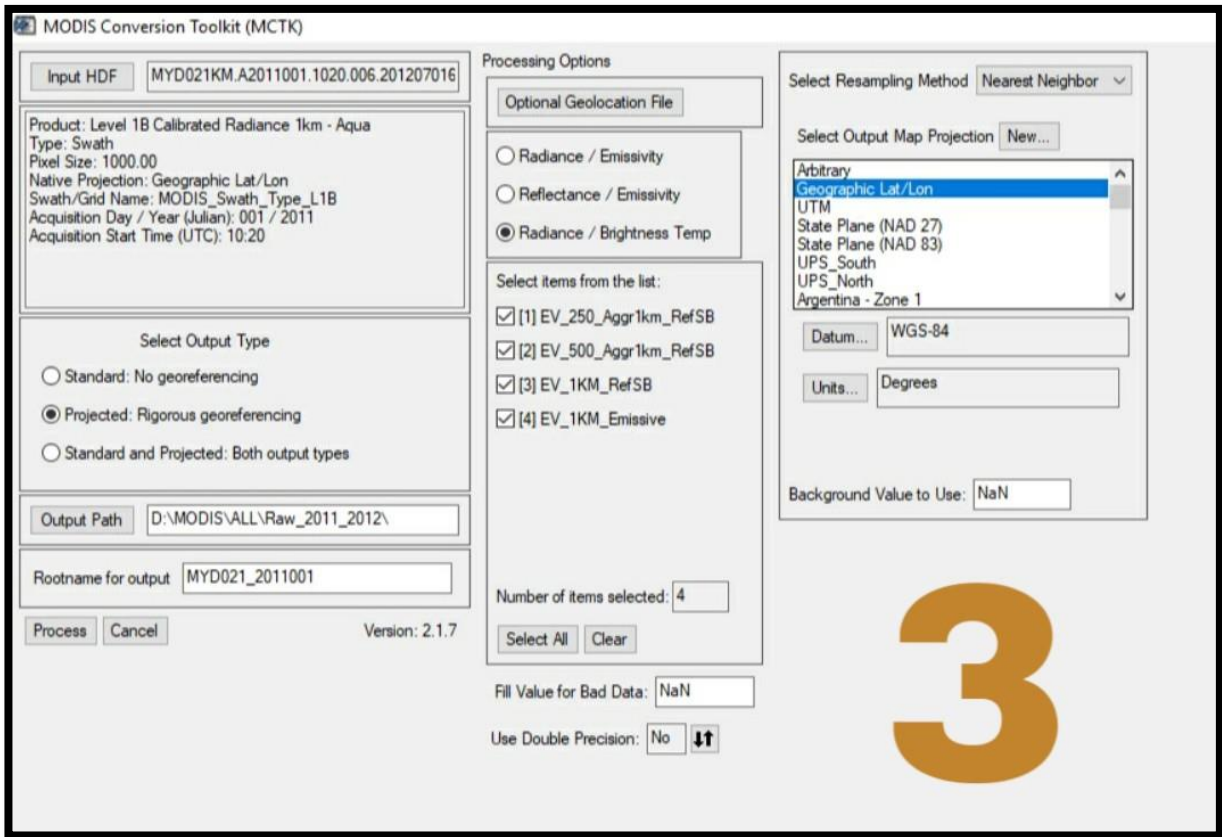 MODIS Conversion Toolkit (MCTK)
Input HDF
MYD021KM.A2011001.1020.006.201207016
Product: Level 1B Calibrated Radiance 1km - Aqua
Type: Swath
Pixel Size: 1000.00
Native Projection: Geographic Lat/Lon
Swath/Grid Name: MODIS_Swath_Type_L1B
Acquisition Day / Year (Julian): 001 / 2011
Acquisition Start Time (UTC): 10:20
Select Output Type
Standard: No georeferencing
Projected: Rigorous georeferencing
Standard and Projected: Both output types
Output Path
D:\MODIS\ALL\Raw_2011_2012\
Rootname for output
MYD021_2011001
Process
Cancel
Version: 2.1.7
Processing Options
Optional Geolocation File
Radiance / Emissivity
Reflectance / Emissivity
Radiance / Brightness Temp
Select items from the list:
[1] EV_250_Aggr1km_RefSB
[2] EV_500_Aggr1km_RefSB
[3] EV_1KM_RefSB
[4] EV_1KM_Emissive
Number of items selected: 4
Select All
Clear
Fill Value for Bad Data: NaN
Use Double Precision: No
Select Resampling Method Nearest Neighbor
Select Output Map Projection New...
Arbitrary
Geographic Lat/Lon
UTM
State Plane (NAD 27)
State Plane (NAD 83)
UPS_South
UPS_North
Argentina - Zone 1
Datum... WGS-84
Units... Degrees
Background Value to Use: NaN
3